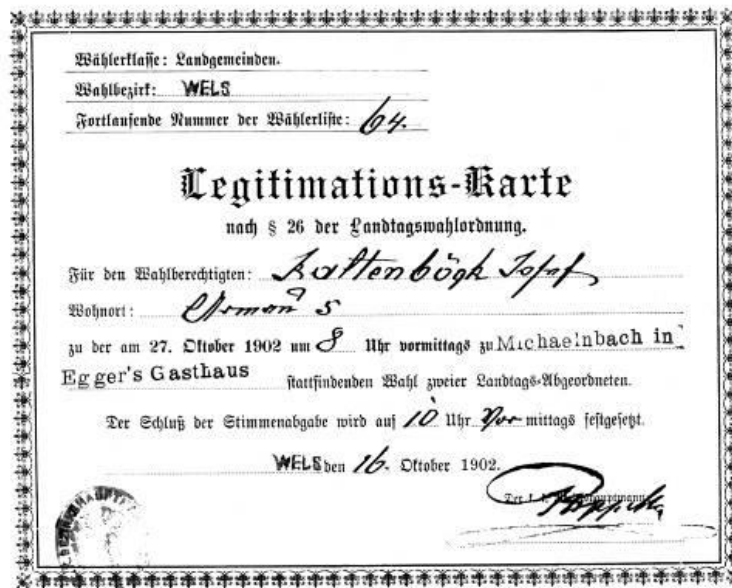 Wählerklasse: Landgemeinden.
Wahlbezirk: WELS
Fortlaufende Nummer der Wählerliste: 64.
Legitimations-Karte
nach § 26 der Landtagswahlordnung.
Für den Wahlberechtigten: Kaltenbögk Josef
Wohnort: 5
zu der am 27. Oktober 1902 um 8 Uhr vormittags zu Michaelnbach in
Egger's Gasthaus stattfindenden Wahl zweier Landtags-Abgeordneten.
Der Schluß der Stimmenabgabe wird auf 10 Uhr Vor mittags festgesetzt.
WELS den 16. Oktober 1902.
Der k. k.